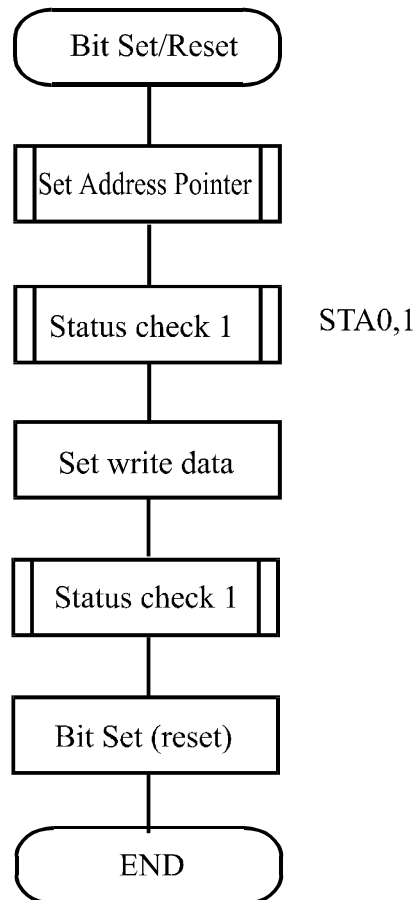 Bit Set/Reset
Set Address Pointer
Status check 1
STA0,1
Set write data
Status check 1
Bit Set (reset)
END